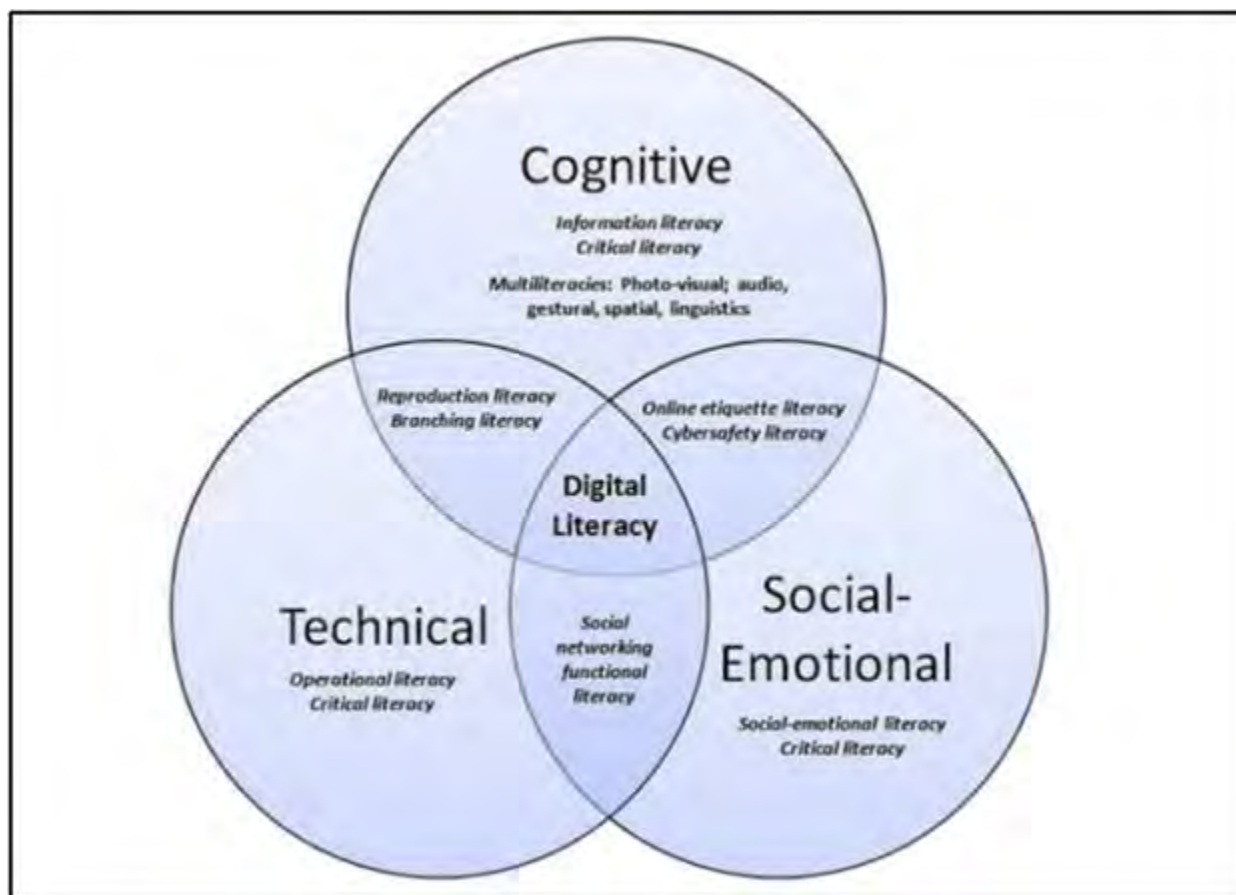 Cognitive
Information literacy
Critical literacy
Multiliteracies: Photo-visual; audio,
gestural, spatial, linguistics
Reproduction literacy
Branching literacy
Online etiquette literacy
Cybersafety literacy
Digital
Literacy
Technical
Operational literacy
Critical literacy
Social
networking
functional
literacy
Social-
Emotional
Social-emotional literacy
Critical literacy